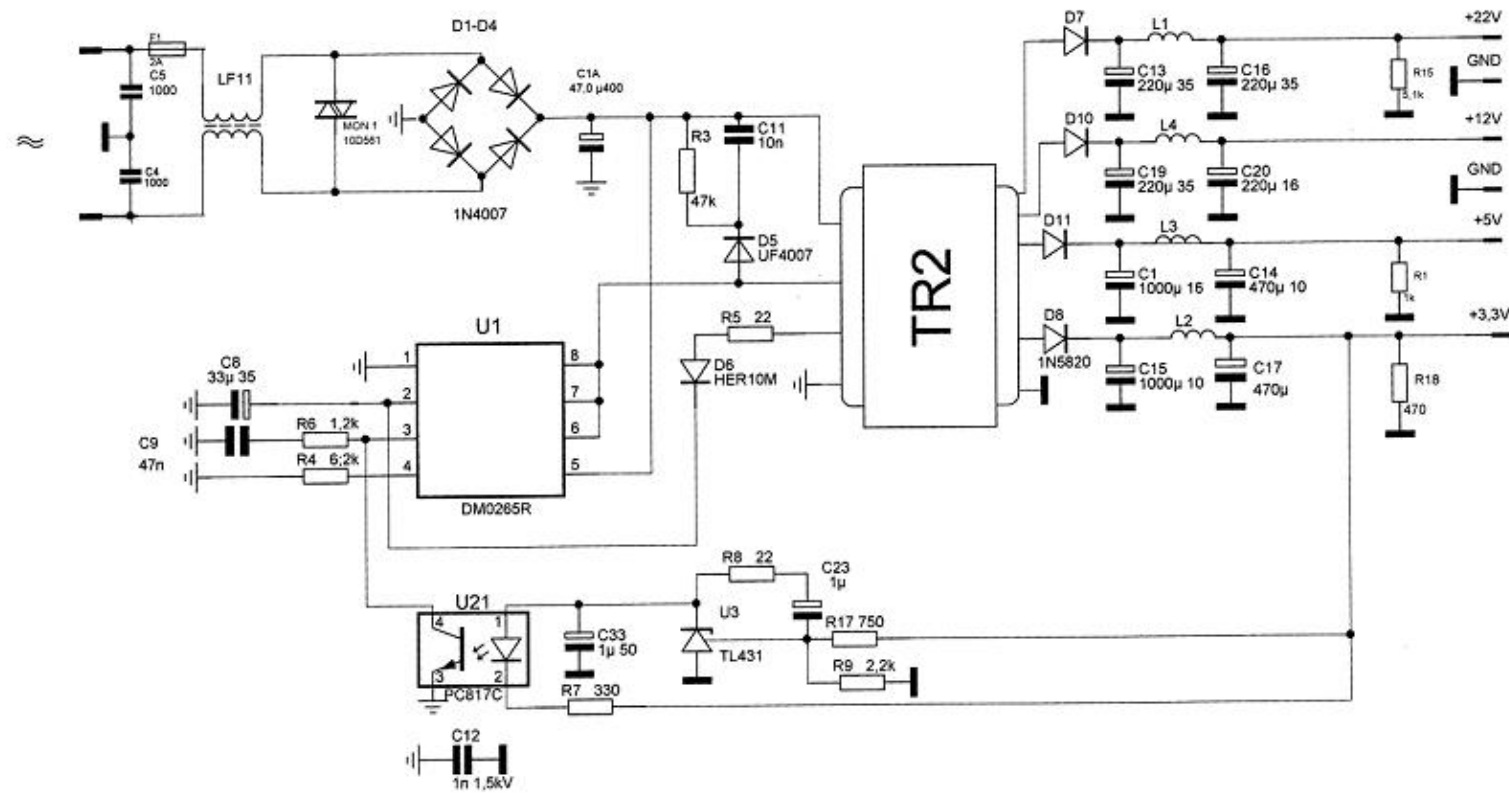 D1-D4
F1
2A
C5
1000
C4
1000
LF11
MON 1
10D561
1N4007
C1A
47,0 µ400
R3
47k
C11
10n
D5
UF4007
R5 22
D6
HER10M
TR2
D7
L1
+22V
C13
220µ 35
C16
220µ 35
R15
5,1k
GND
D10
L4
+12V
C19
220µ 35
C20
220µ 16
GND
D11
L3
+5V
C1
1000µ 16
C14
470µ 10
R1
1k
D8
1N5820
L2
+3,3V
C15
1000µ 10
C17
470µ
R18
470
U1
1
2
3
4
8
7
6
5
DM0265R
33µ 35
C9
47n
R6 1,2k
R4 6;2k
U21
4
1
3
2
PC817C
C33
1µ 50
R8 22
C23
1µ
U3
TL431
R17 750
R9 2,2k
R7 330
C12
1n 1,5kV